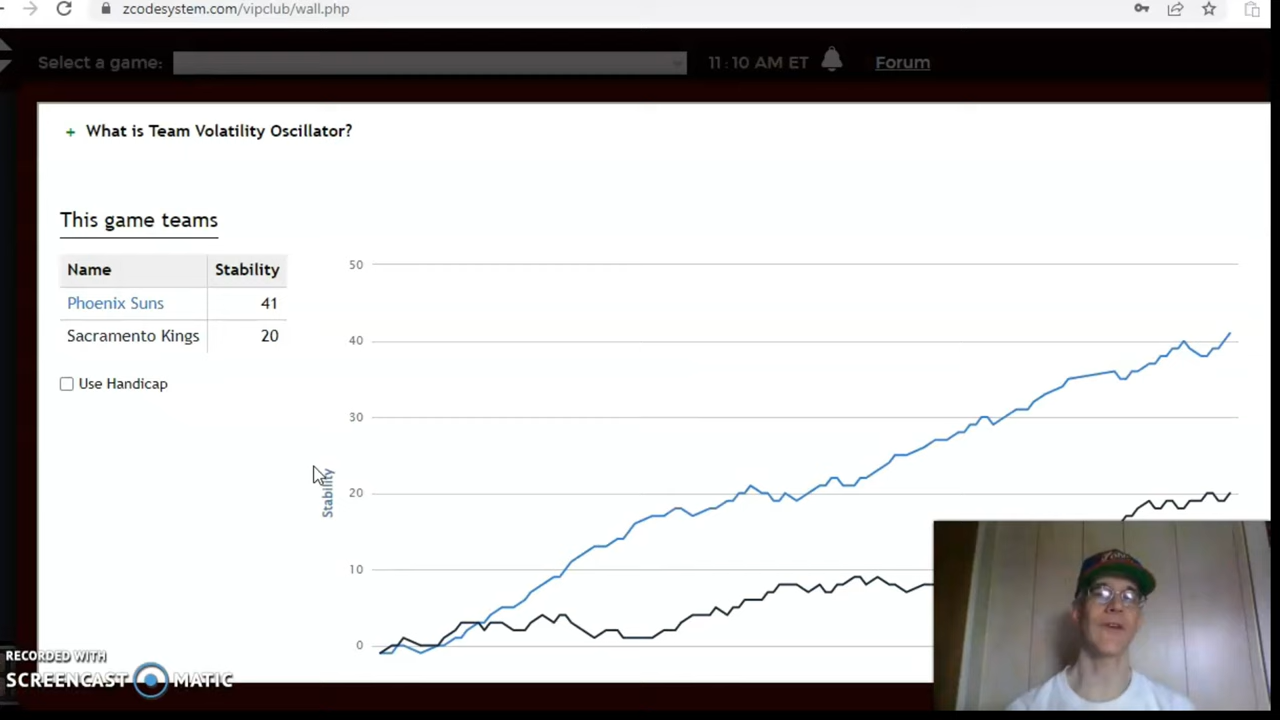 zcodesystem.com/vipclub/wall.php
Select a game: 11:10 AM ET Forum
+ What is Team Volatility Oscillator?
This game teams
Name Stability
Phoenix Suns 41
Sacramento Kings 20
Use Handicap
50
40
30
20
10
0
Stability
RECORDED WITH
SCREENCAST MATIC